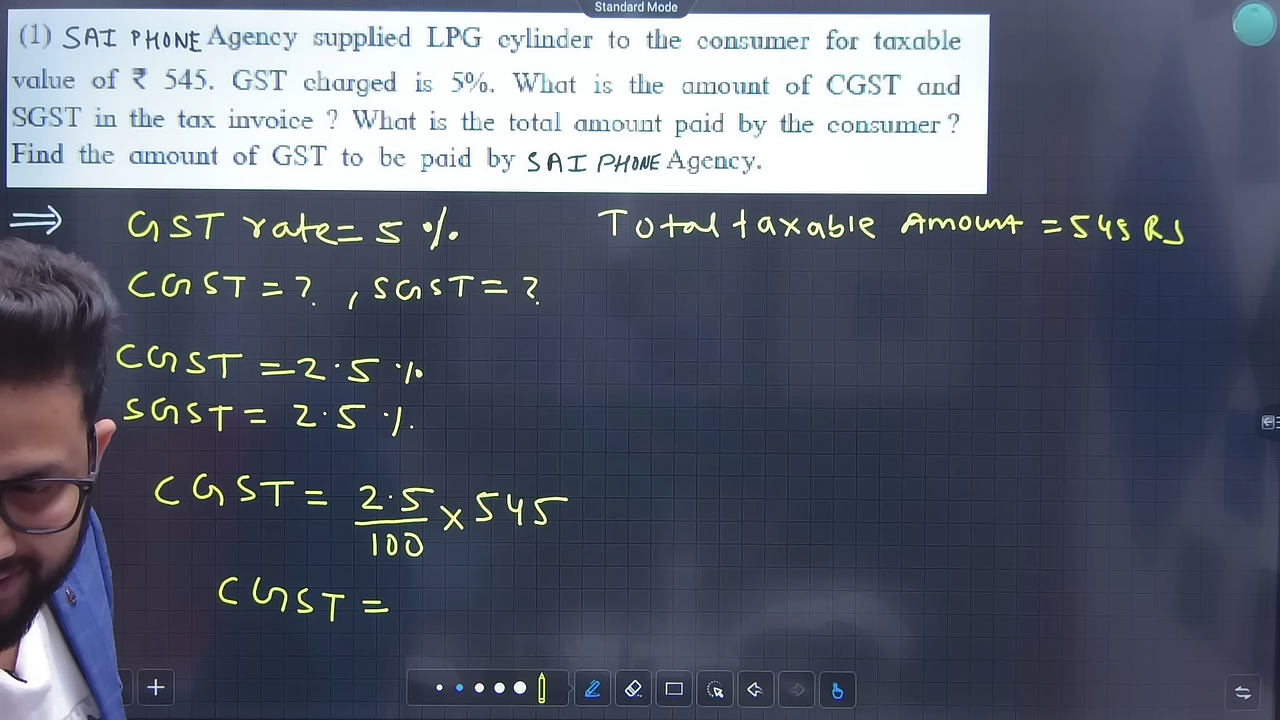 Standard Mode
(1) SAI PHONE Agency supplied LPG cylinder to the consumer for taxable
value of ₹ 545. GST charged is 5%. What is the amount of CGST and
SGST in the tax invoice ? What is the total amount paid by the consumer ?
Find the amount of GST to be paid by SAI PHONE Agency.
⇒ GST rate = 5 % Total taxable Amount = 545 RS
CGST = ? , SGST = ?
CGST = 2.5 %
SGST = 2.5 %
CGST = 2.5/100 × 545
CGST =